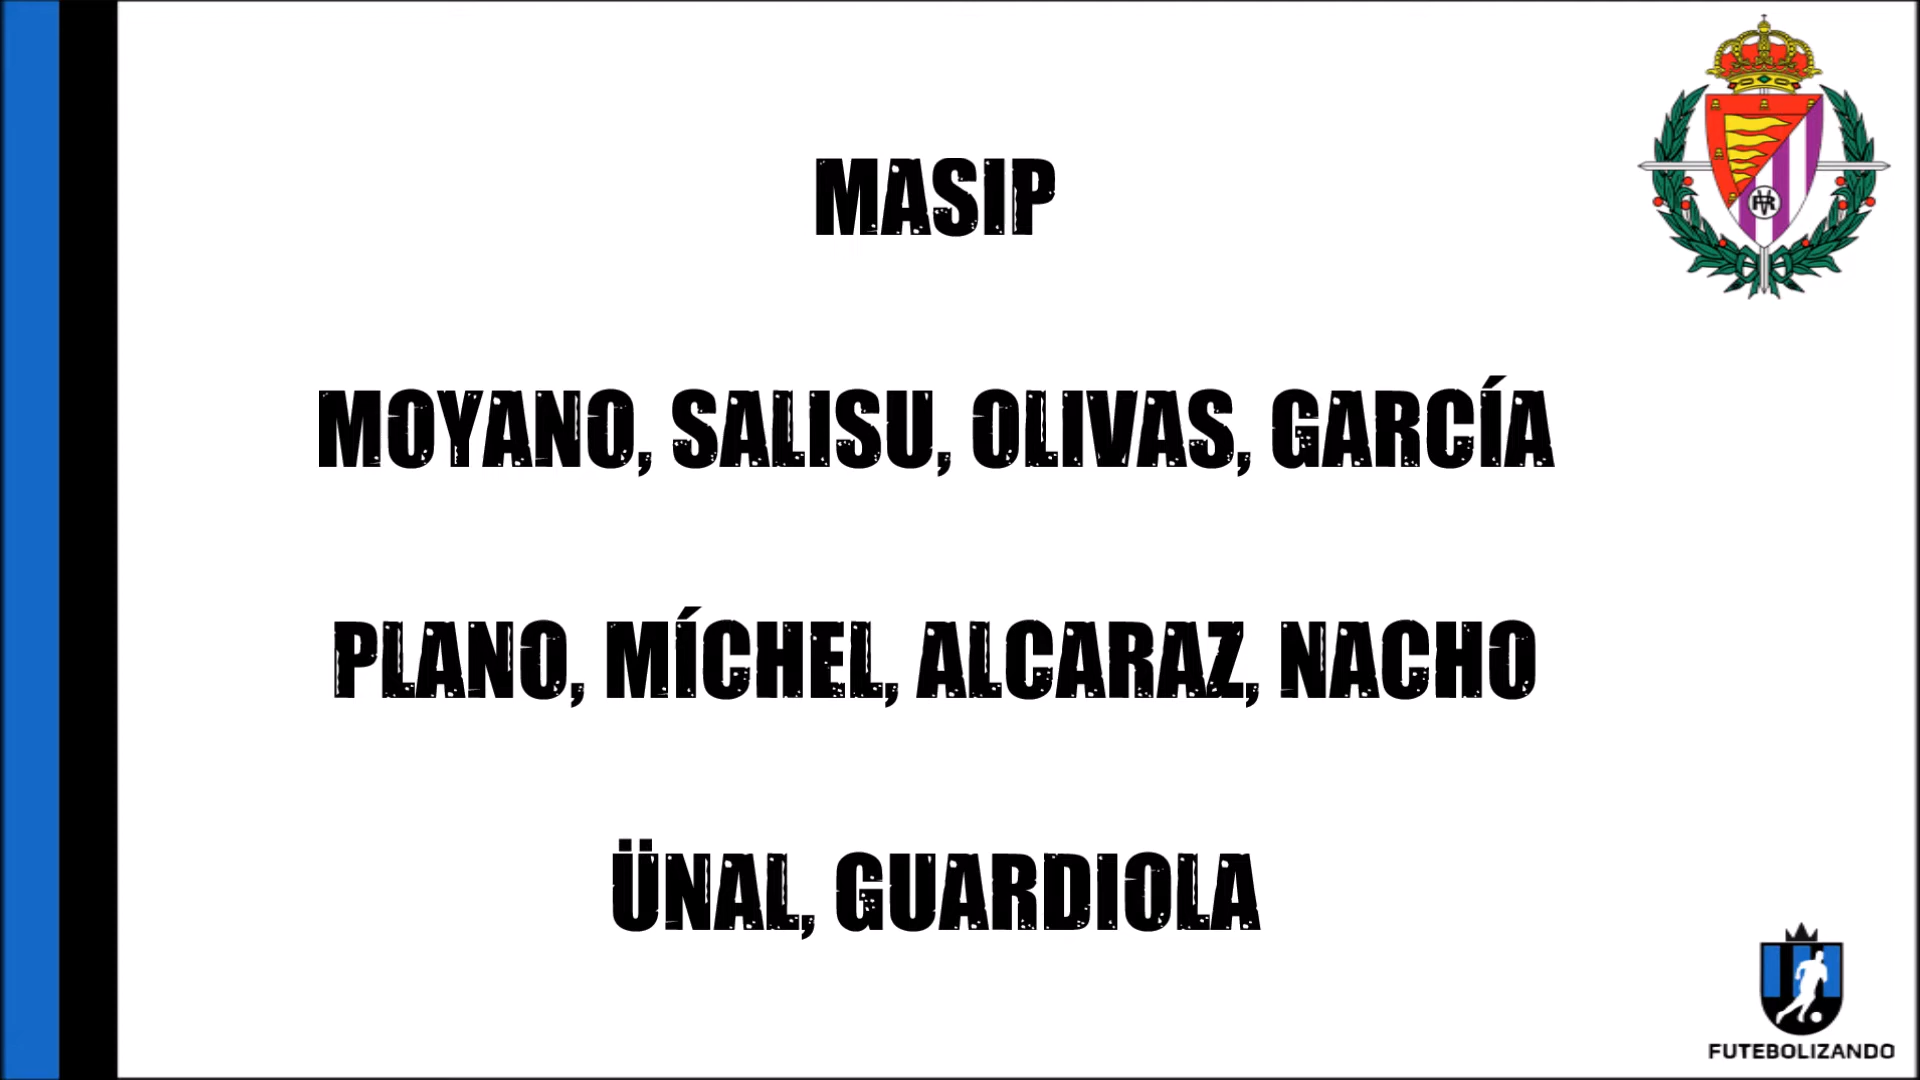 MASIP
MOYANO, SALISU, OLIVAS, GARCÍA
PLANO, MÍCHEL, ALCARAZ, NACHO
ÜNAL, GUARDIOLA
FUTEBOLIZANDO